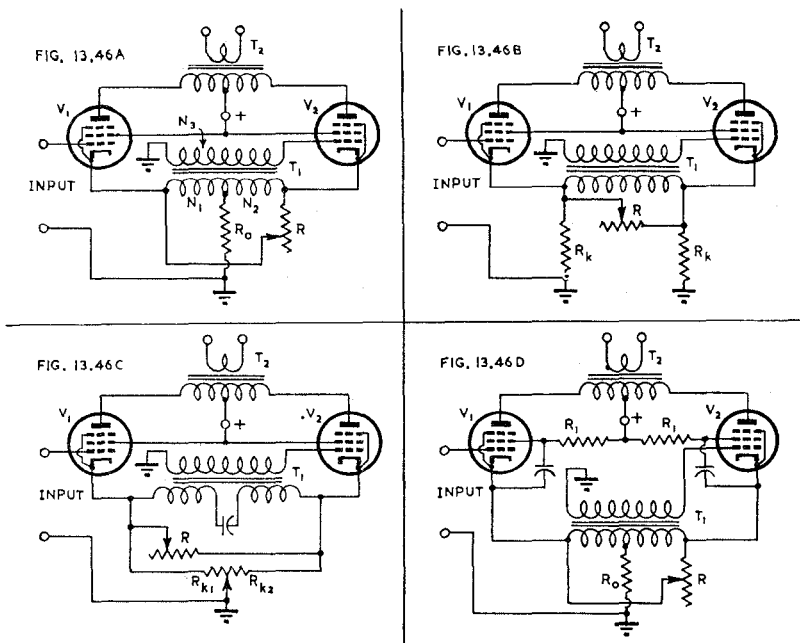 FIG. 13.46A
T₂
V₁
V₂
+
N₃
T₁
INPUT
N₁
N₂
R₀
R
FIG. 13.46B
T₂
V₁
V₂
+
T₁
INPUT
R
Rₖ
Rₖ
FIG. 13.46C
T₂
V₁
V₂
+
T₁
INPUT
R
Rₖ₁
Rₖ₂
FIG. 13.46D
T₂
V₁
V₂
+
R₁
R₁
INPUT
T₁
R₀
R